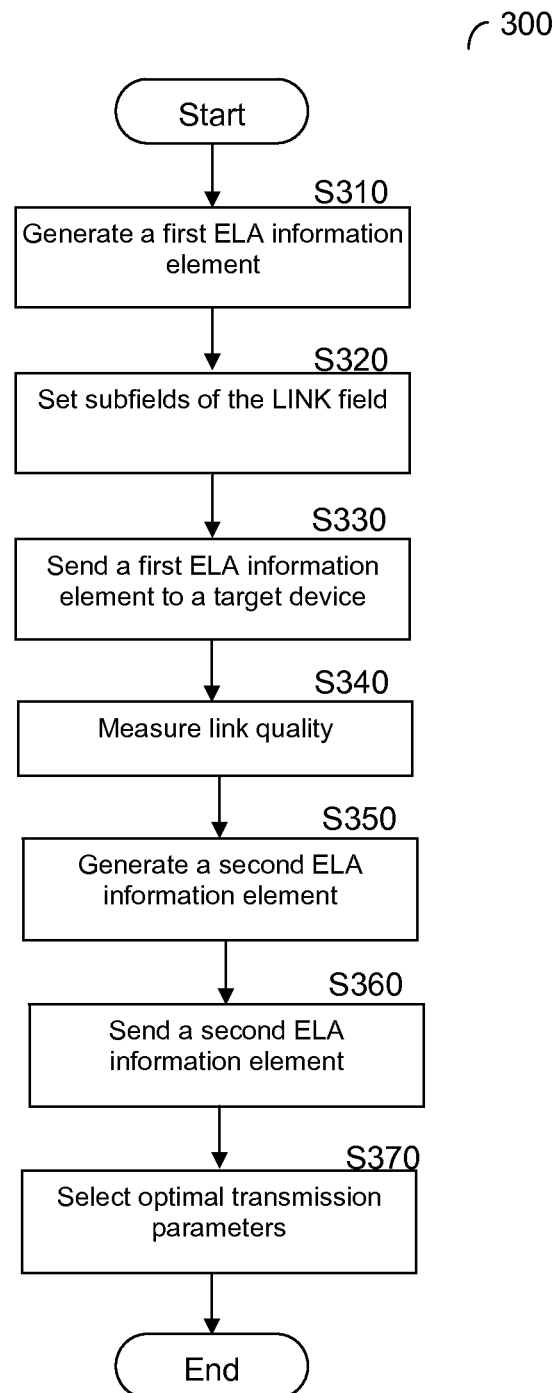 300
Start
S310
Generate a first ELA information
element
S320
Set subfields of the LINK field
S330
Send a first ELA information
element to a target device
S340
Measure link quality
S350
Generate a second ELA
information element
S360
Send a second ELA
information element
S370
Select optimal transmission
parameters
End